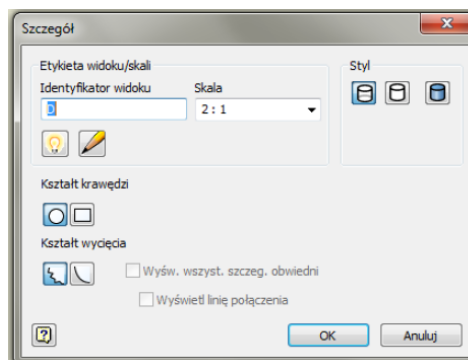 Szczegół
Etykieta widoku/skali
Styl
Identyfikator widoku
Skala
D
2 : 1
Kształt krawędzi
Kształt wycięcia
Wyśw. wszyst. szczeg. obwiedni
Wyświetl linię połączenia
OK
Anuluj